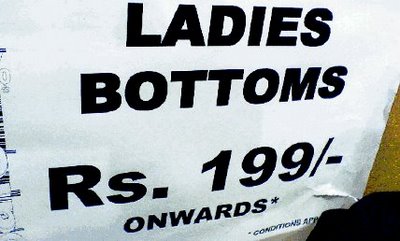 LADIES
BOTTOMS
Rs. 199/-
ONWARDS*
* CONDITIONS